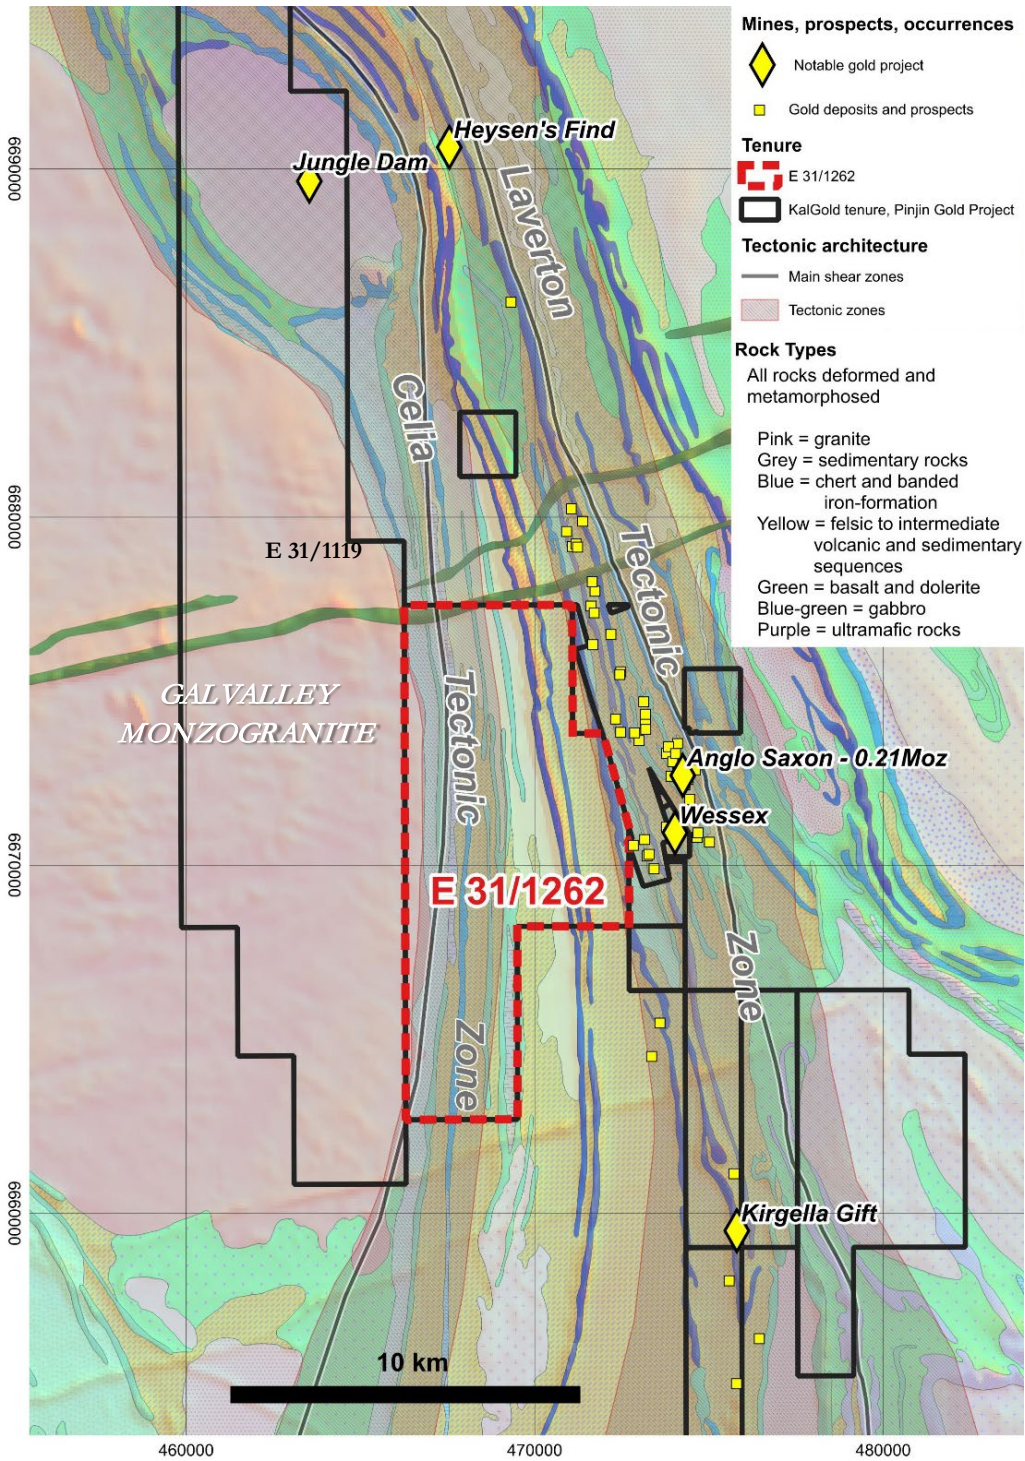 Mines, prospects, occurrences
Notable gold project
Gold deposits and prospects
Tenure
E 31/1262
KalGold tenure, Pinjin Gold Project
Tectonic architecture
Main shear zones
Tectonic zones
Rock Types
All rocks deformed and
metamorphosed
Pink = granite
Grey = sedimentary rocks
Blue = chert and banded
iron-formation
Yellow = felsic to intermediate
volcanic and sedimentary
sequences
Green = basalt and dolerite
Blue-green = gabbro
Purple = ultramafic rocks
Heysen's Find
Jungle Dam
Laverton
Tectonic
Zone
Celia
Tectonic
Zone
E 31/1119
GALVALLEY
MONZOGRANITE
Anglo Saxon - 0.21Moz
Wessex
E 31/1262
Kirgella Gift
10 km
6690000
6680000
6670000
6660000
460000
470000
480000